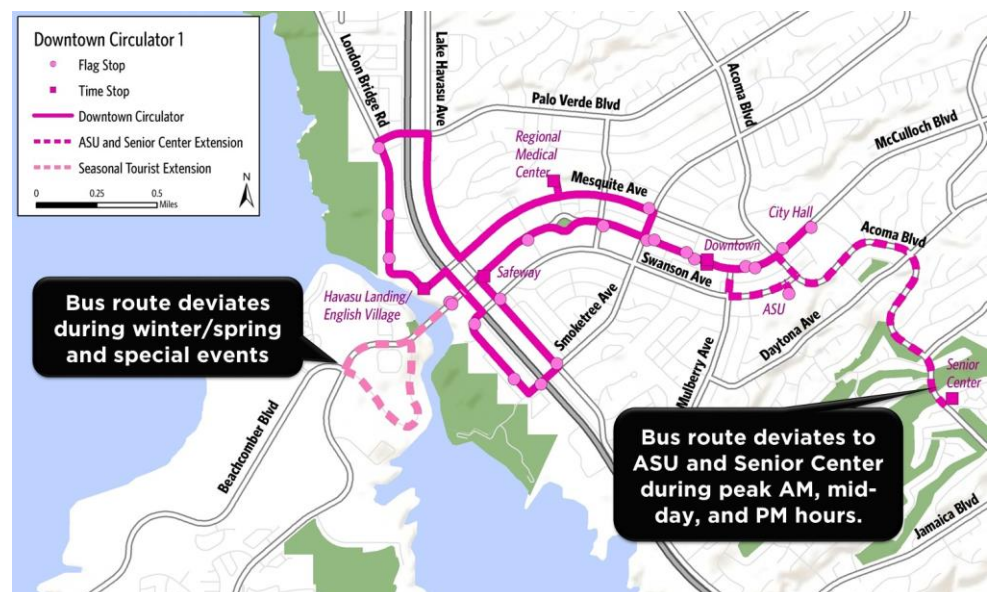 Downtown Circulator 1
Flag Stop
Time Stop
Downtown Circulator
ASU and Senior Center Extension
Seasonal Tourist Extension
0
0.25
0.5
Miles
N
London Bridge Rd
Lake Havasu Ave
Palo Verde Blvd
Acoma Blvd
McCulloch Blvd
Regional
Medical
Center
Mesquite Ave
City Hall
Acoma Blvd
Downtown
Swanson Ave
Safeway
Havasu Landing/
English Village
ASU
Smoketree Ave
Daytona Ave
Mulberry Ave
Senior
Center
Bus route deviates
during winter/spring
and special events
Beachcomber Blvd
Bus route deviates to
ASU and Senior Center
during peak AM, mid-
day, and PM hours.
Jamaica Blvd